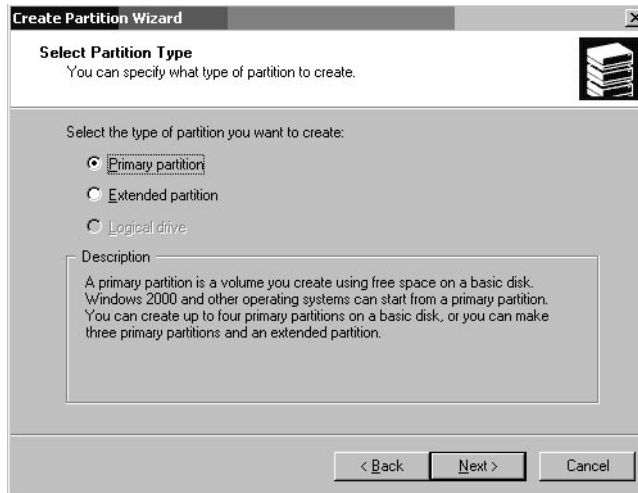 Create Partition Wizard
Select Partition Type
You can specify what type of partition to create.
Select the type of partition you want to create:
Primary partition
Extended partition
Logical drive
Description
A primary partition is a volume you create using free space on a basic disk.
Windows 2000 and other operating systems can start from a primary partition.
You can create up to four primary partitions on a basic disk, or you can make
three primary partitions and an extended partition.
< Back
Next >
Cancel